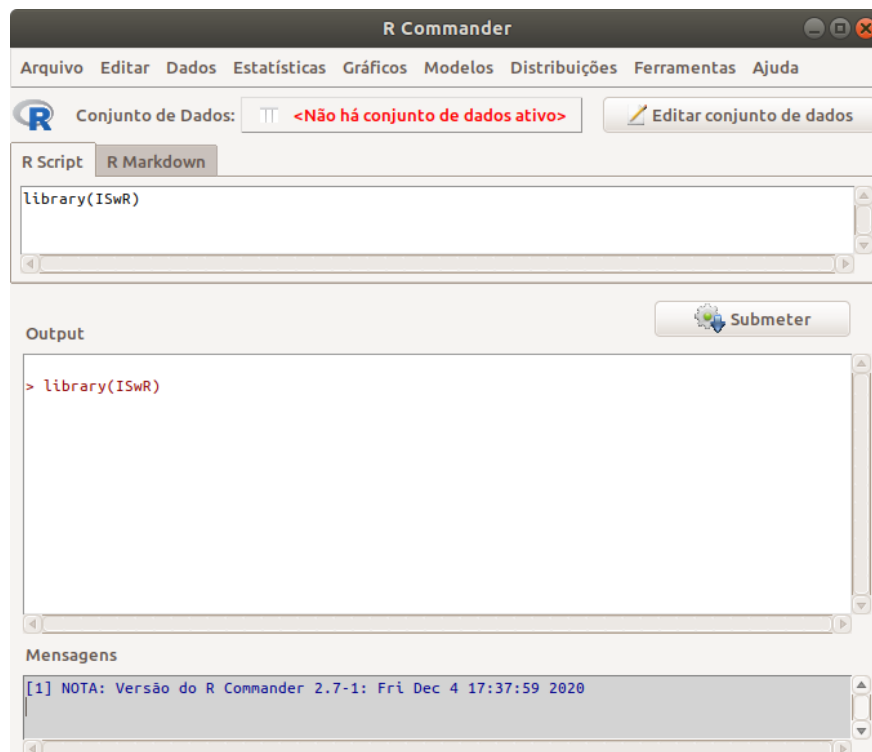 R Commander
Arquivo Editar Dados Estatísticas Gráficos Modelos Distribuições Ferramentas Ajuda
R Conjunto de Dados: <Não há conjunto de dados ativo> Editar conjunto de dados
R Script R Markdown
library(ISwR)
Submeter
Output
> library(ISwR)
Mensagens
[1] NOTA: Versão do R Commander 2.7-1: Fri Dec 4 17:37:59 2020